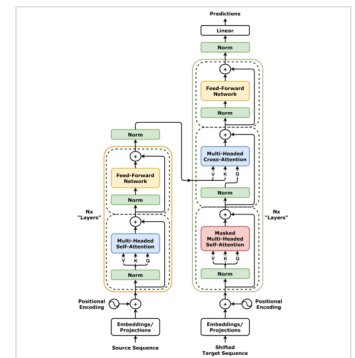 Predictions
Linear
Norm
Feed-Forward
Network
Norm
Multi-Headed
Cross-Attention
V K Q
Norm
Nx
"Layers"
Masked
Multi-Headed
Self-Attention
V K Q
Norm
Positional
Encoding
Embeddings/
Projections
Shifted
Target Sequence
Norm
Feed-Forward
Network
Norm
Nx
"Layers"
Multi-Headed
Self-Attention
V K Q
Norm
Positional
Encoding
Embeddings/
Projections
Source Sequence